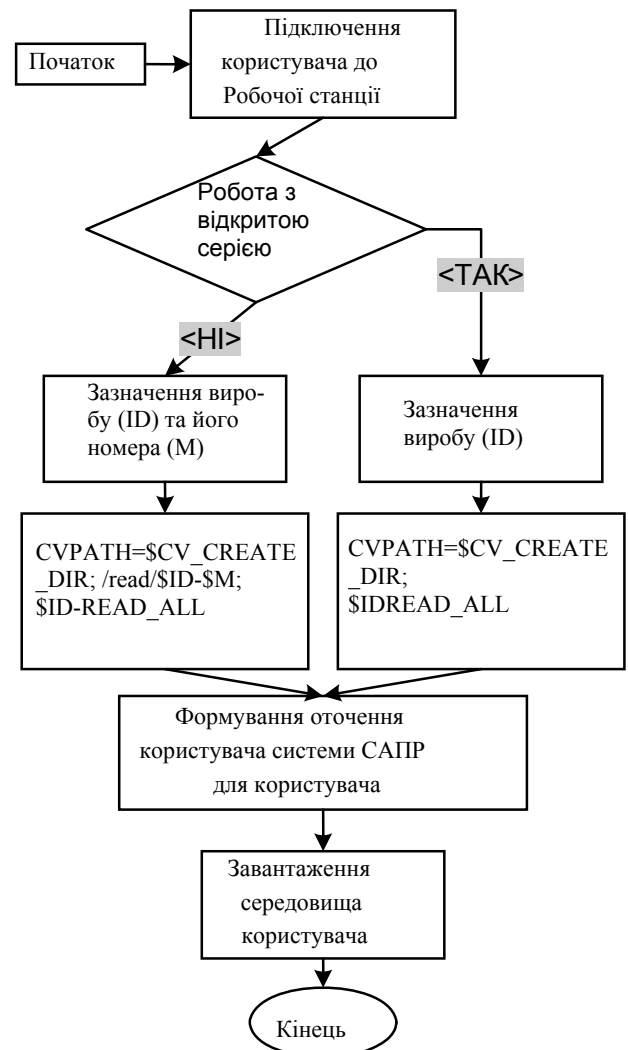 Початок
Підключення
користувача до
Робочої станції
Робота з
відкритою
серією
<ТАК>
<НІ>
Зазначення виро-
бу (ID) та його
номера (M)
Зазначення
виробу (ID)
CVPATH=$CV_CREATE
_DIR; /read/$ID-$M;
$ID-READ_ALL
CVPATH=$CV_CREATE
_DIR;
$IDREAD_ALL
Формування оточення
користувача системи САПР
для користувача
Завантаження
середовища
користувача
Кінець